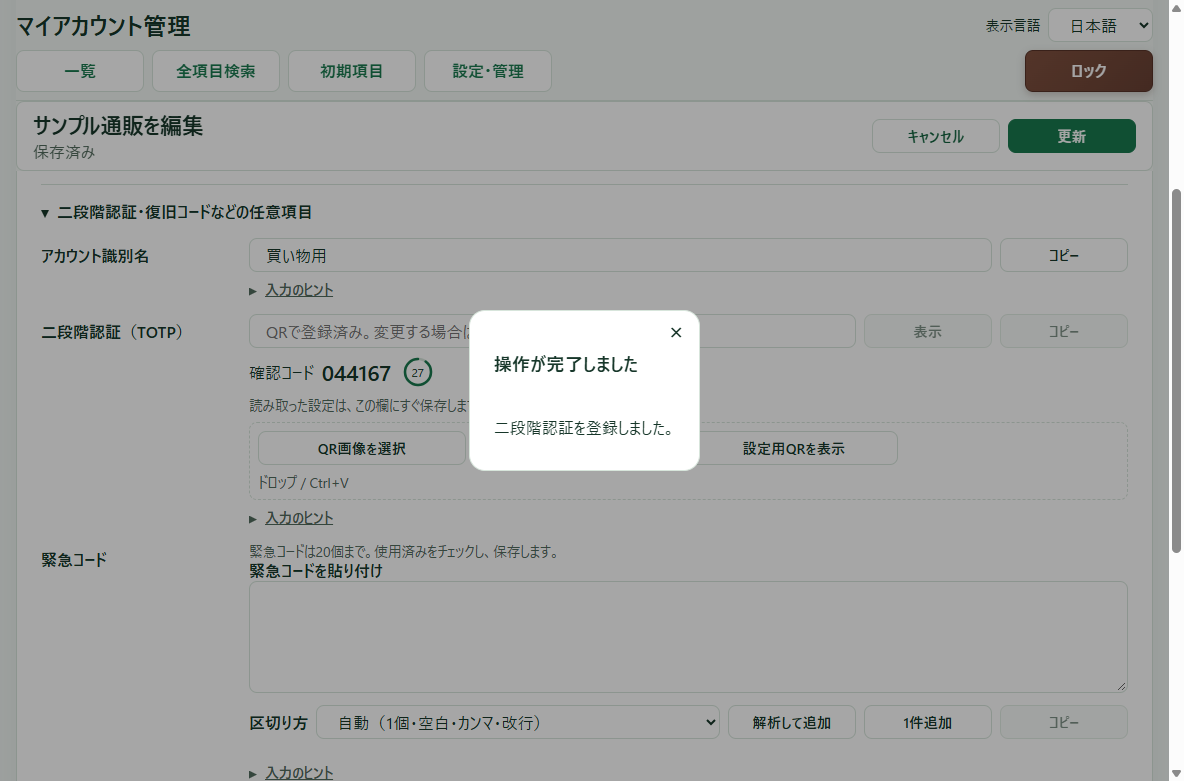 マイアカウント管理
表示言語 日本語
一覧 全項目検索 初期項目 設定・管理 ロック
サンプル通販を編集
保存済み
キャンセル 更新
▼ 二段階認証・復旧コードなどの任意項目
アカウント識別名 買い物用 コピー
▶ 入力のヒント
二段階認証（TOTP） QRで登録済み。変更する場合は 表示 コピー
確認コード 044167 27
読み取った設定は、この欄にすぐ保存しま
×
操作が完了しました
二段階認証を登録しました。
QR画像を選択 設定用QRを表示
ドロップ / Ctrl+V
▶ 入力のヒント
緊急コード
緊急コードは20個まで。使用済みをチェックし、保存します。
緊急コードを貼り付け
区切り方 自動（1個・空白・カンマ・改行） 解析して追加 1件追加 コピー
▶ 入力のヒント